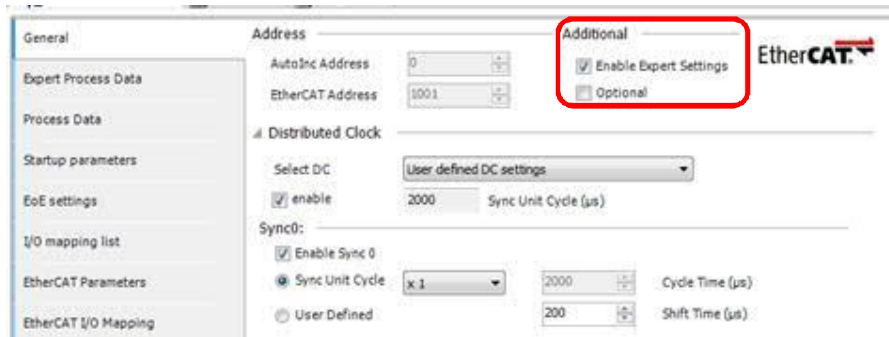 General
Expert Process Data
Process Data
Startup parameters
EoE settings
I/O mapping list
EtherCAT Parameters
EtherCAT I/O Mapping
Address
AutoInc Address 0
EtherCAT Address 1001
Additional
Enable Expert Settings
Optional
EtherCAT.
Distributed Clock
Select DC User defined DC settings
enable 2000 Sync Unit Cycle (µs)
Sync0:
Enable Sync 0
Sync Unit Cycle x 1 2000 Cycle Time (µs)
User Defined 200 Shift Time (µs)